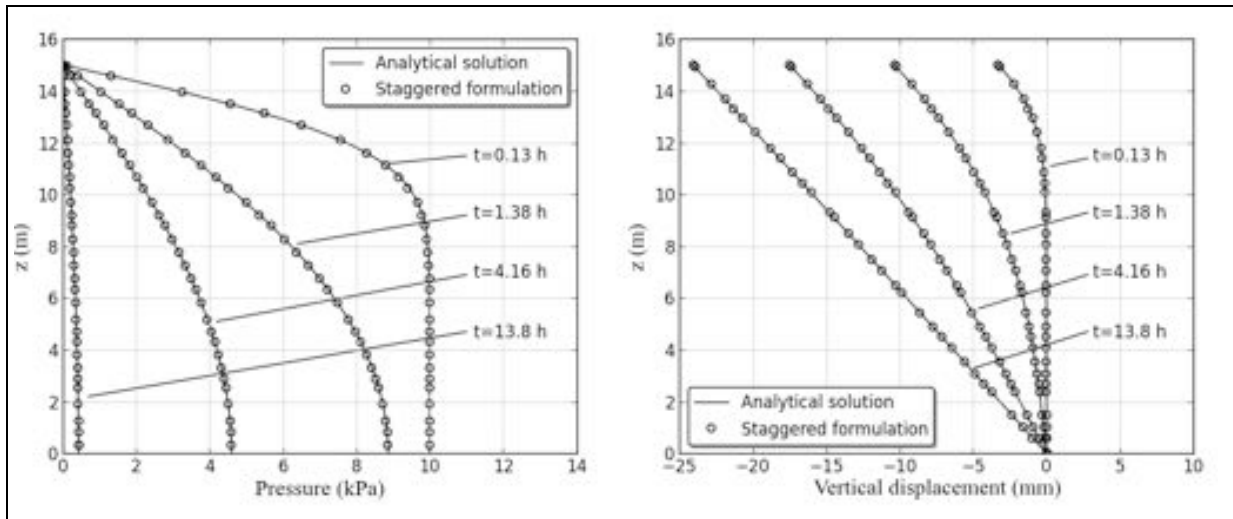 16
14
12
10
8
6
4
2
0
z (m)
0 2 4 6 8 10 12 14
Pressure (kPa)
Analytical solution
Staggered formulation
t=0.13 h
t=1.38 h
t=4.16 h
t=13.8 h
16
14
12
10
8
6
4
2
0
z (m)
−25 −20 −15 −10 −5 0 5 10
Vertical displacement (mm)
t=0.13 h
t=1.38 h
t=4.16 h
t=13.8 h
Analytical solution
Staggered formulation